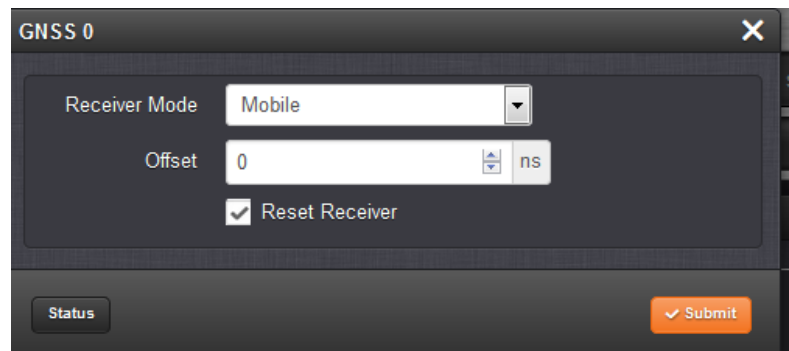 GNSS 0
Receiver Mode Mobile
Offset 0 ns
Reset Receiver
Status Submit